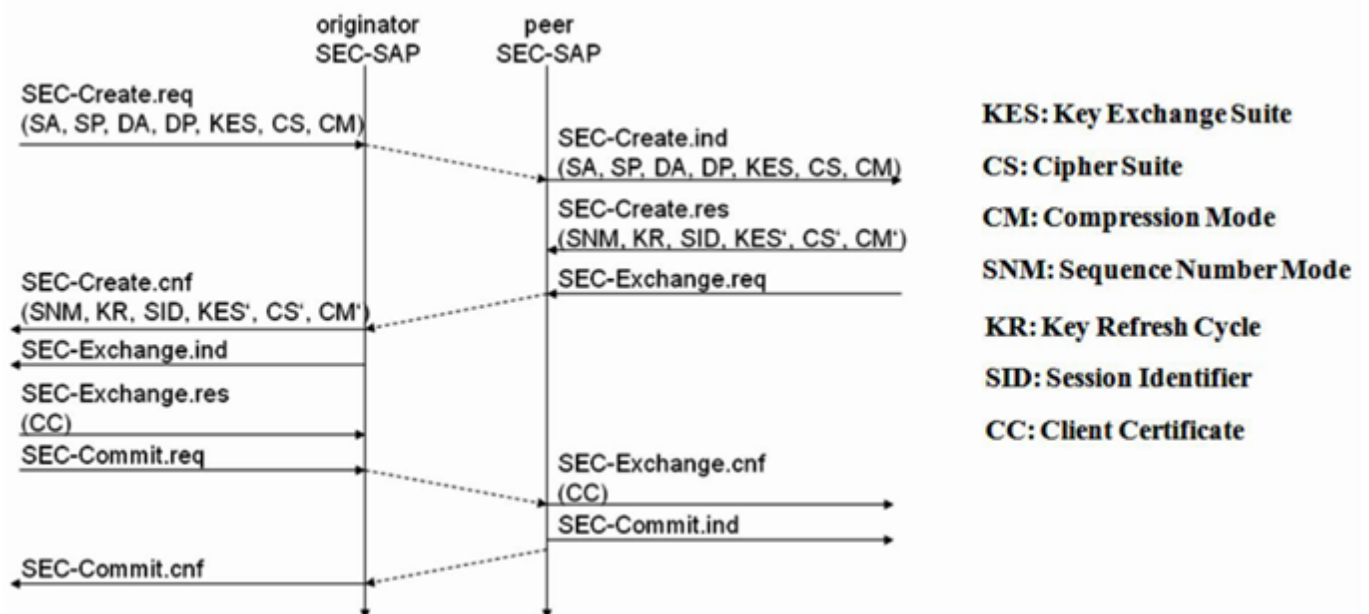 originator
SEC-SAP
peer
SEC-SAP
SEC-Create.req
(SA, SP, DA, DP, KES, CS, CM)
SEC-Create.ind
(SA, SP, DA, DP, KES, CS, CM)
SEC-Create.res
(SNM, KR, SID, KES‘, CS‘, CM‘)
SEC-Exchange.req
SEC-Create.cnf
(SNM, KR, SID, KES‘, CS‘, CM‘)
SEC-Exchange.ind
SEC-Exchange.res
(CC)
SEC-Commit.req
SEC-Exchange.cnf
(CC)
SEC-Commit.ind
SEC-Commit.cnf
KES: Key Exchange Suite
CS: Cipher Suite
CM: Compression Mode
SNM: Sequence Number Mode
KR: Key Refresh Cycle
SID: Session Identifier
CC: Client Certificate